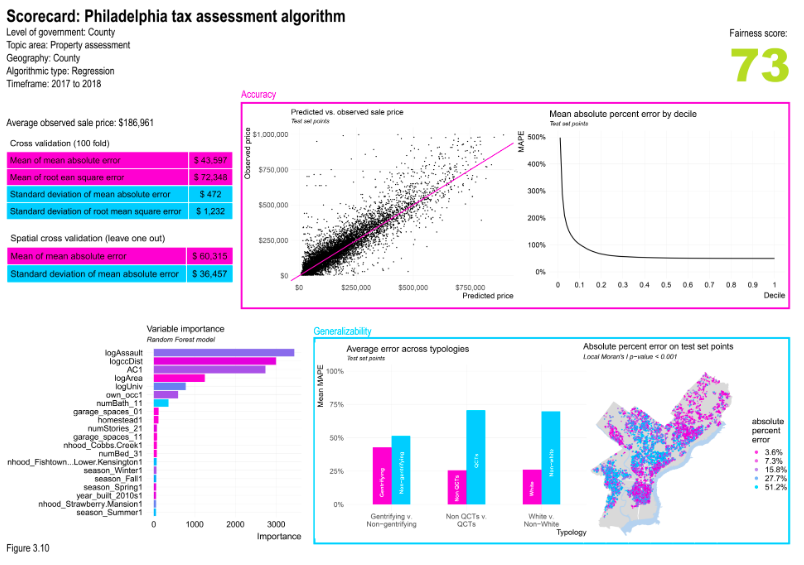 Scorecard: Philadelphia tax assessment algorithm
Level of government: County
Topic area: Property assessment
Geography: County
Algorithmic type: Regression
Timeframe: 2017 to 2018
Fairness score:
73
Average observed sale price: $186,961
Cross validation (100 fold)
Mean of mean absolute error $ 43,597
Mean of root ean square error $ 72,348
Standard deviation of mean absolute error $ 472
Standard deviation of root mean square error $ 1,232
Spatial cross validation (leave one out)
Mean of mean absolute error $ 60,315
Standard deviation of mean absolute error $ 36,457
Accuracy
Predicted vs. observed sale price
Test set points
Observed price
$1,000,000
$750,000
$500,000
$250,000
$0
$0 $250,000 $500,000 $750,000
Predicted price
Mean absolute percent error by decile
Test set points
MAPE
500%
400%
300%
200%
100%
0%
0 0.1 0.2 0.3 0.4 0.5 0.6 0.7 0.8 0.9 1
Decile
Variable importance
Random Forest model
logAssault
logccDist
AC1
logArea
logUniv
own_occ1
numBath_11
garage_spaces_01
homestead1
numStories_21
garage_spaces_11
nhood_Cobbs.Creek1
numBed_31
nhood_Fishtown...Lower.Kensington1
season_Winter1
season_Fall1
season_Spring1
year_built_2010s1
nhood_Strawberry.Mansion1
season_Summer1
0 1000 2000 3000
Importance
Generalizability
Average error across typologies
Test set points
Mean MAPE
100%
75%
50%
25%
0%
Gentrifying
Non-gentrifying
Non QCTs
QCTs
White
Non-white
Gentrifying v. Non QCTs v. White v.
Non-gentrifying QCTs Non-White
Typology
Absolute percent error on test set points
Local Moran's I p-value < 0.001
absolute
percent
error
3.6%
7.3%
15.8%
27.7%
51.2%
Figure 3.10